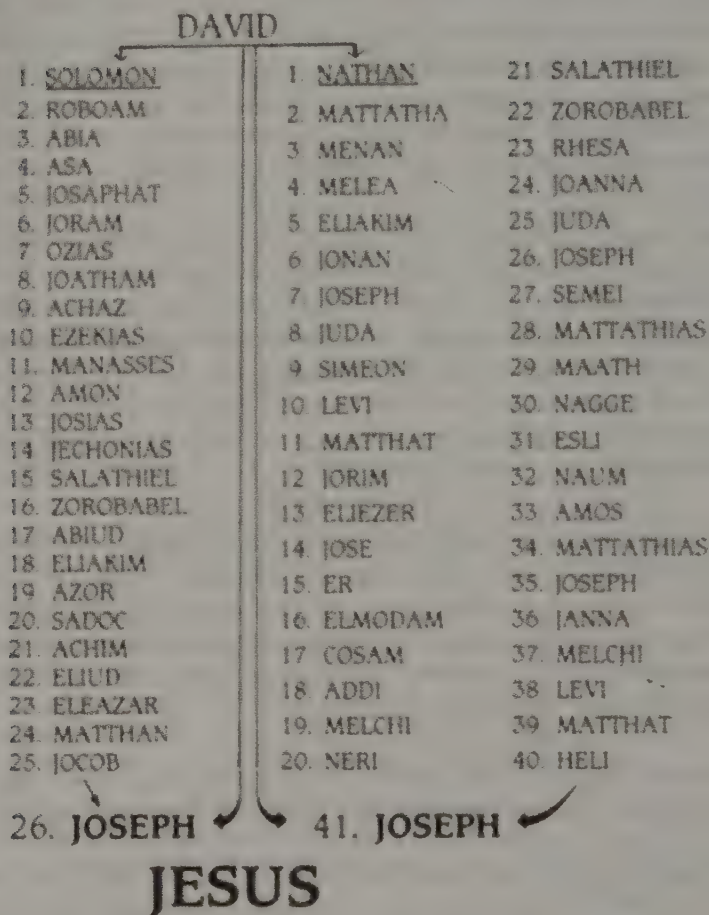 DAVID
1. SOLOMON
2. ROBOAM
3. ABIA
4. ASA
5. JOSAPHAT
6. JORAM
7 OZIAS
8. JOATHAM
9. ACHAZ
10 EZEKIAS
11. MANASSES
12 AMON
13 JOSIAS
14 JECHONIAS
15 SALATHIEL
16. ZOROBABEL
17 ABIUD
18. ELIAKIM
19 AZOR
20. SADOC
21. ACHIM
22. ELIUD
23. ELEAZAR
24. MATTHAN
25. JOCOB
26. JOSEPH
1. NATHAN
2. MATTATHA
3 MENAN
4. MELEA
5 ELIAKIM
6 JONAN
7. JOSEPH
8 JUDA
9 SIMEON
10 LEVI
11 MATTHAT
12 JORIM
13 ELIEZER
14. JOSE
15. ER
16. ELMODAM
17 COSAM
18. ADDI
19. MELCHI
20. NERI
21 SALATHIEL
22 ZOROBABEL
23 RHESA
24. JOANNA
25 JUDA
26. JOSEPH
27. SEMEI
28. MATTATHIAS
29 MAATH
30. NAGGE
31. ESLI
32 NAUM
33 AMOS
34. MATTATHIAS
35. JOSEPH
36 JANNA
37. MELCHI
38 LEVI
39 MATTHAT
40. HELI
41. JOSEPH
JESUS